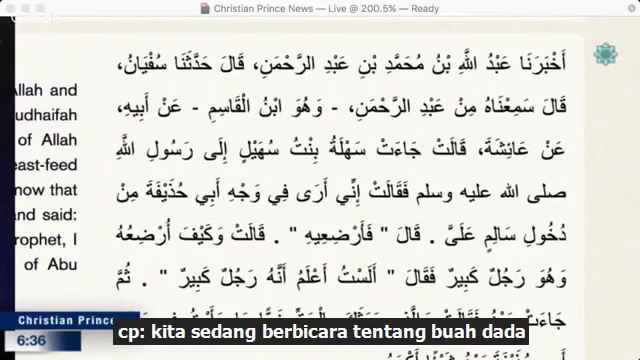 Christian Prince News — Live @ 200.5% — Ready
أَخْبَرَنَا عَبْدُ اللَّهِ بْنُ مُحَمَّدِ بْنِ عَبْدِ الرَّحْمَنِ، قَالَ حَدَّثَنَا سُفْيَانُ،
قَالَ سَمِعْنَاهُ مِنْ عَبْدِ الرَّحْمَنِ، - وَهُوَ ابْنُ الْقَاسِمِ - عَنْ أَبِيهِ،
عَنْ عَائِشَةَ، قَالَتْ جَاءَتْ سَهْلَةُ بِنْتُ سُهَيْلٍ إِلَى رَسُولِ اللَّهِ
صلى الله عليه وسلم فَقَالَتْ إِنِّي أَرَى فِي وَجْهِ أَبِي حُذَيْفَةَ مِنْ
دُخُولِ سَالِمٍ عَلَىَّ . قَالَ " فَأَرْضِعِيهِ " . قَالَتْ وَكَيْفَ أُرْضِعُهُ
وَهُوَ رَجُلٌ كَبِيرٌ فَقَالَ " أَلَسْتُ أَعْلَمُ أَنَّهُ رَجُلٌ كَبِيرٌ " . ثُمَّ
Allah and
udhaifah
of Allah
east-feed
now that
and said:
rophet, I
of Abu
Christian Prince
6:36
cp: kita sedang berbicara tentang buah dada